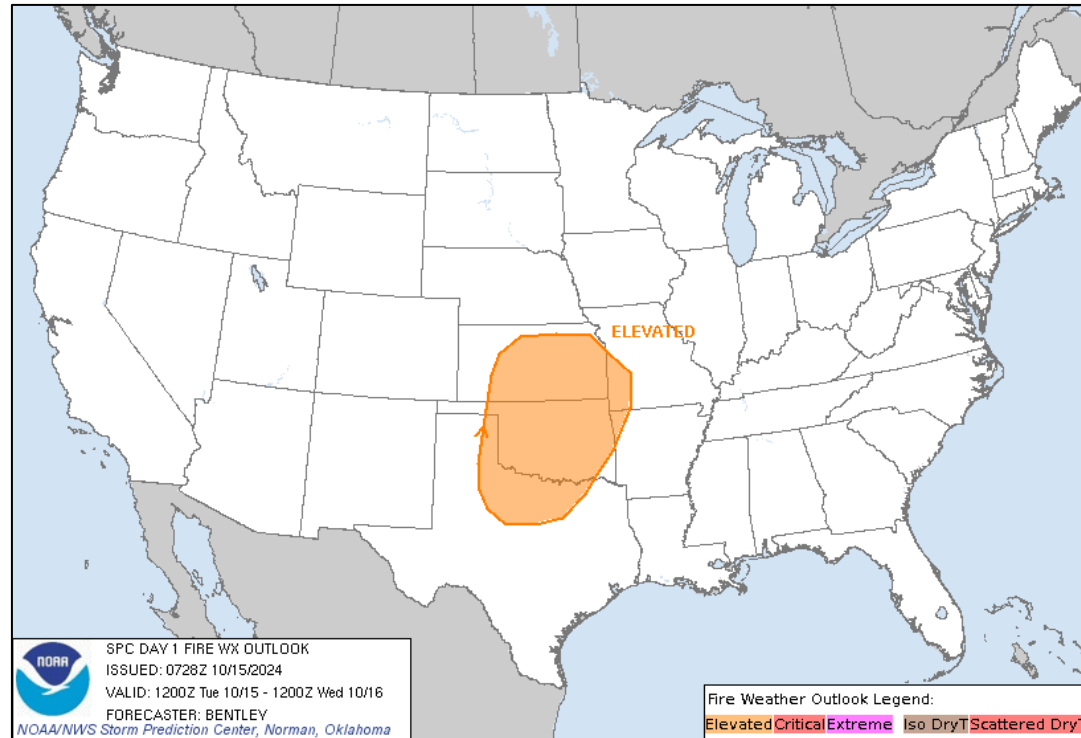 ELEVATED
NOAA
SPC DAY 1 FIRE WX OUTLOOK
ISSUED: 0728Z 10/15/2024
VALID: 1200Z Tue 10/15 - 1200Z Wed 10/16
FORECASTER: BENTLEY
NOAA/NWS Storm Prediction Center, Norman, Oklahoma
Fire Weather Outlook Legend:
Elevated Critical Extreme Iso DryT Scattered DryT